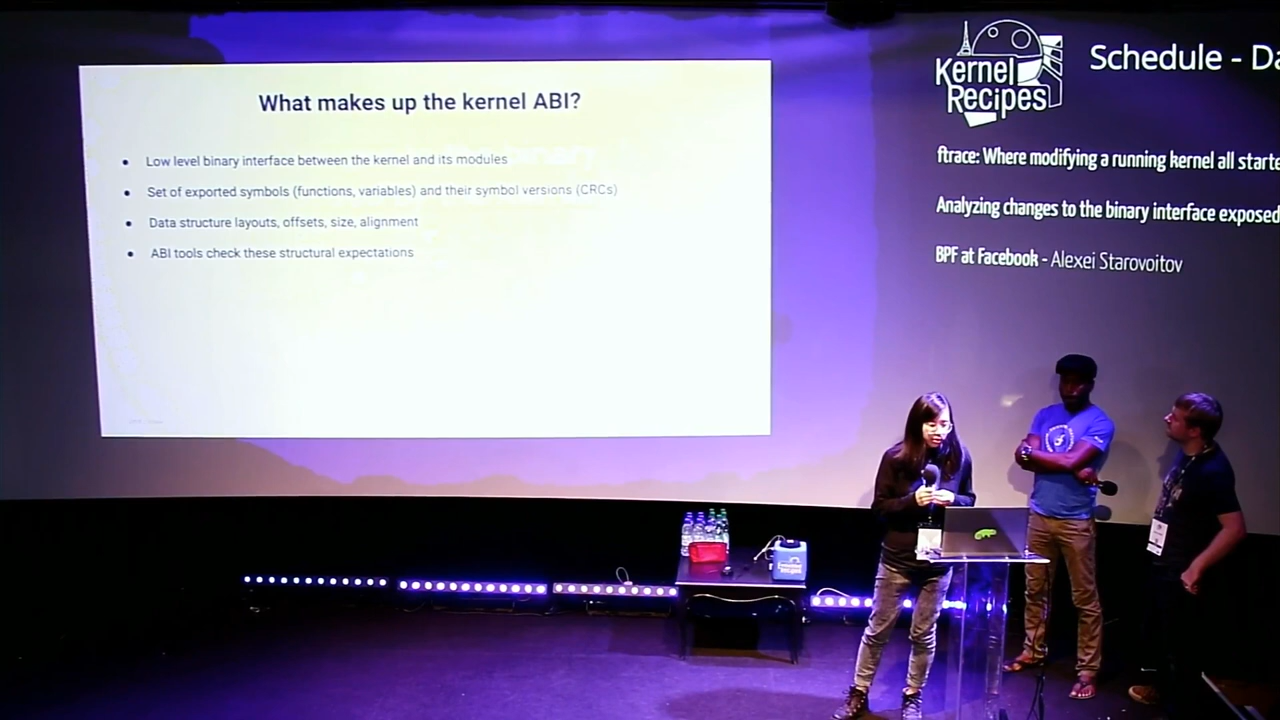 What makes up the kernel ABI?
Low level binary interface between the kernel and its modules
Set of exported symbols (functions, variables) and their symbol versions (CRCs)
Data structure layouts, offsets, size, alignment
ABI tools check these structural expectations
Kernel
Recipes
Schedule - Da
ftrace: Where modifying a running kernel all starte
Analyzing changes to the binary interface exposed
BPF at Facebook - Alexei Starovoitov